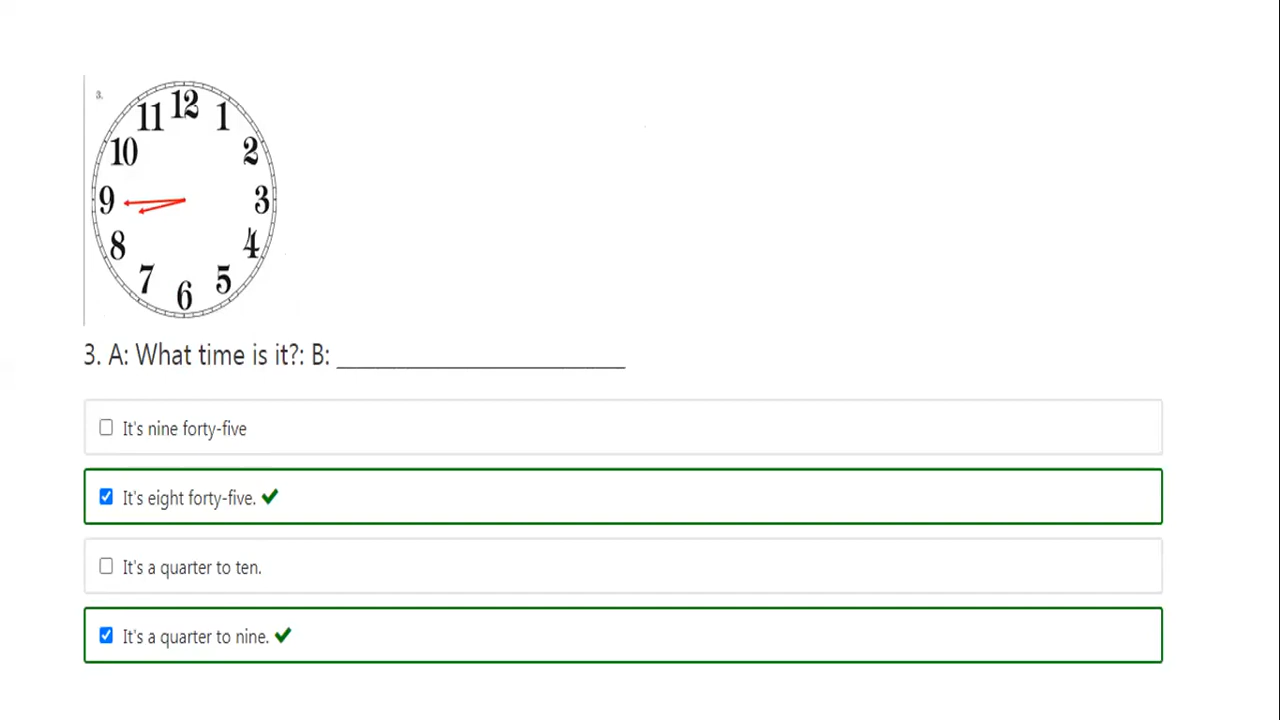 3.
12
11 1
10 2
9 3
8 4
7 5
6
3. A: What time is it?: B: ___________________________
It's nine forty-five
It's eight forty-five.
It's a quarter to ten.
It's a quarter to nine.